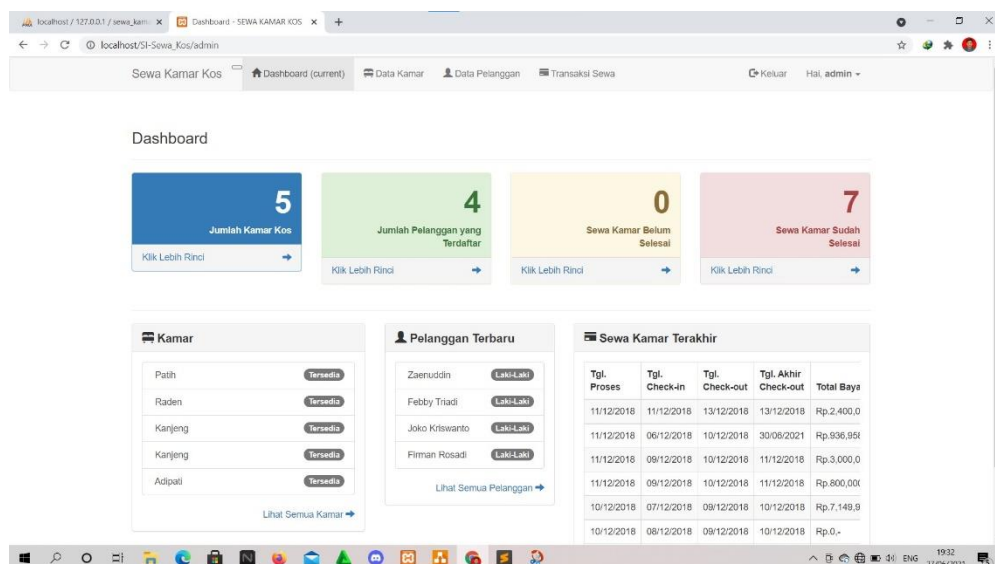 localhost / 127.0.0.1 / sewa_kam
Dashboard - SEWA KAMAR KOS
localhost/SI-Sewa_Kos/admin
Sewa Kamar Kos
Dashboard (current)
Data Kamar
Data Pelanggan
Transaksi Sewa
Keluar
Hai, admin
Dashboard
5
Jumlah Kamar Kos
Klik Lebih Rinci
4
Jumlah Pelanggan yang
Terdaftar
Klik Lebih Rinci
0
Sewa Kamar Belum
Selesai
Klik Lebih Rinci
7
Sewa Kamar Sudah
Selesai
Klik Lebih Rinci
Kamar
Patih Tersedia
Raden Tersedia
Kanjeng Tersedia
Kanjeng Tersedia
Adipati Tersedia
Lihat Semua Kamar
Pelanggan Terbaru
Zaenuddin Laki-Laki
Febby Triadi Laki-Laki
Joko Kriswanto Laki-Laki
Firman Rosadi Laki-Laki
Lihat Semua Pelanggan
Sewa Kamar Terakhir
Tgl. Proses Tgl. Check-in Tgl. Check-out Tgl. Akhir Check-out Total Baya
11/12/2018 11/12/2018 13/12/2018 13/12/2018 Rp.2,400,0
11/12/2018 06/12/2018 10/12/2018 30/06/2021 Rp.936,958
11/12/2018 09/12/2018 10/12/2018 11/12/2018 Rp.3,000,0
11/12/2018 09/12/2018 10/12/2018 11/12/2018 Rp.800,000
10/12/2018 07/12/2018 09/12/2018 10/12/2018 Rp.7,149,9
10/12/2018 08/12/2018 09/12/2018 10/12/2018 Rp.0,-
ENG
19:32